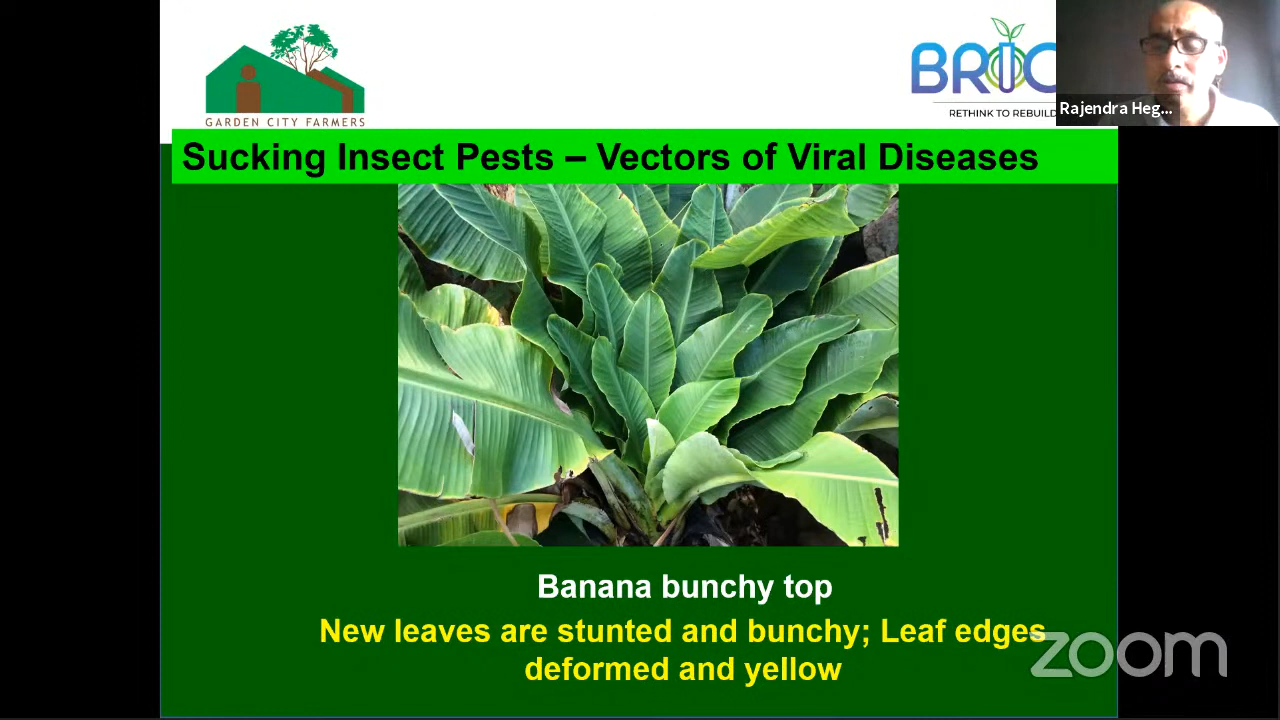 GARDEN CITY FARMERS
BRIC
RETHINK TO REBUILD
Rajendra Heg...
Sucking Insect Pests – Vectors of Viral Diseases
Banana bunchy top
New leaves are stunted and bunchy; Leaf edges
deformed and yellow
zoom